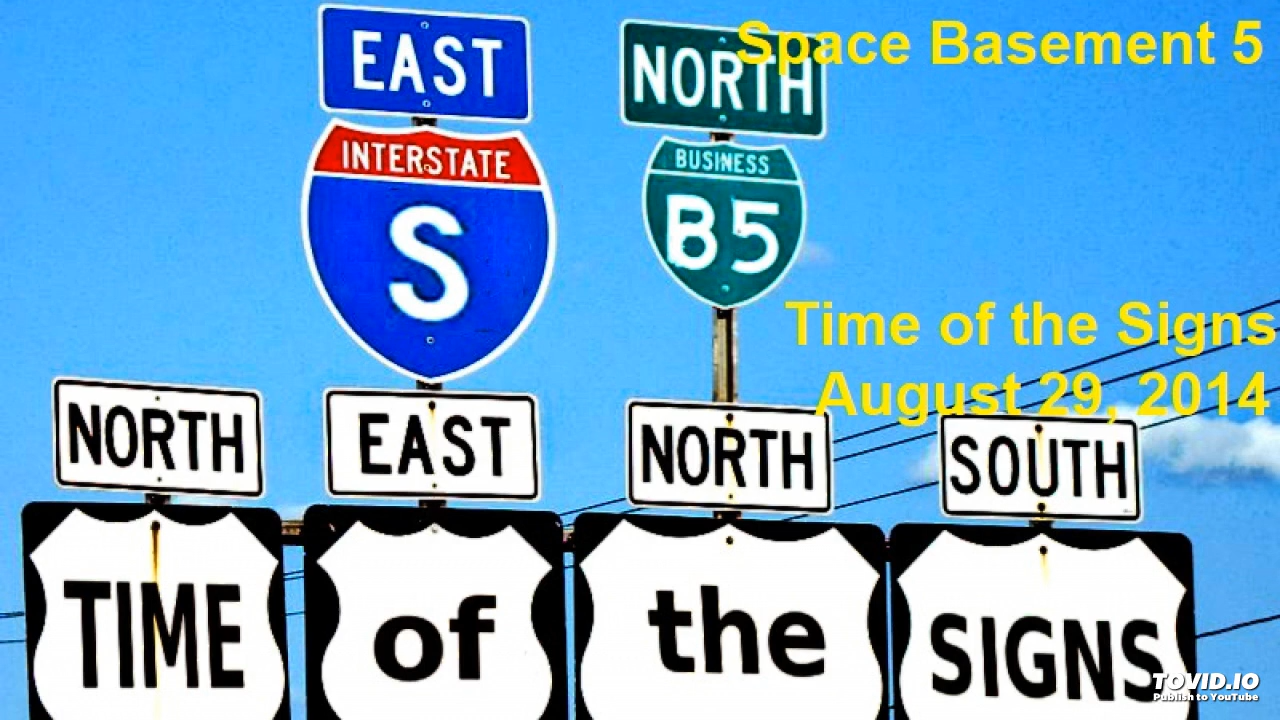 EAST
INTERSTATE
S
NORTH
BUSINESS
B5
Space Basement 5
Time of the Signs
August 29, 2014
NORTH
EAST
NORTH
SOUTH
TIME
of
the
SIGNS
TOVID.IO
Publish to YouTube